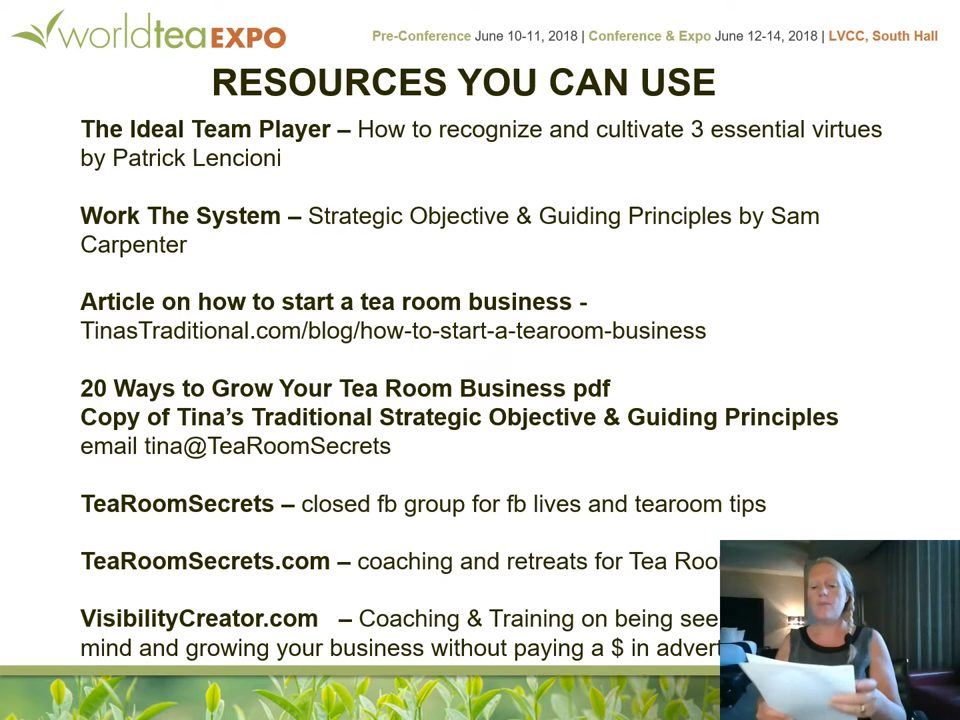 worldteaEXPO
Pre-Conference June 10-11, 2018 | Conference & Expo June 12-14, 2018 | LVCC, South Hall
RESOURCES YOU CAN USE
The Ideal Team Player – How to recognize and cultivate 3 essential virtues
by Patrick Lencioni
Work The System – Strategic Objective & Guiding Principles by Sam
Carpenter
Article on how to start a tea room business -
TinasTraditional.com/blog/how-to-start-a-tearoom-business
20 Ways to Grow Your Tea Room Business pdf
Copy of Tina’s Traditional Strategic Objective & Guiding Principles
email tina@TeaRoomSecrets
TeaRoomSecrets – closed fb group for fb lives and tearoom tips
TeaRoomSecrets.com – coaching and retreats for Tea
VisibilityCreator.com – Coaching & Training on being
mind and growing your business without paying a $ in